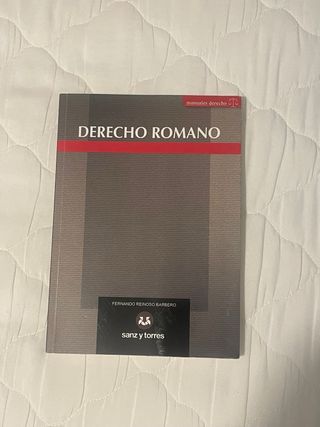 manuales derecho
DERECHO ROMANO
FERNANDO REINOSO BARBERO
sanz y torres